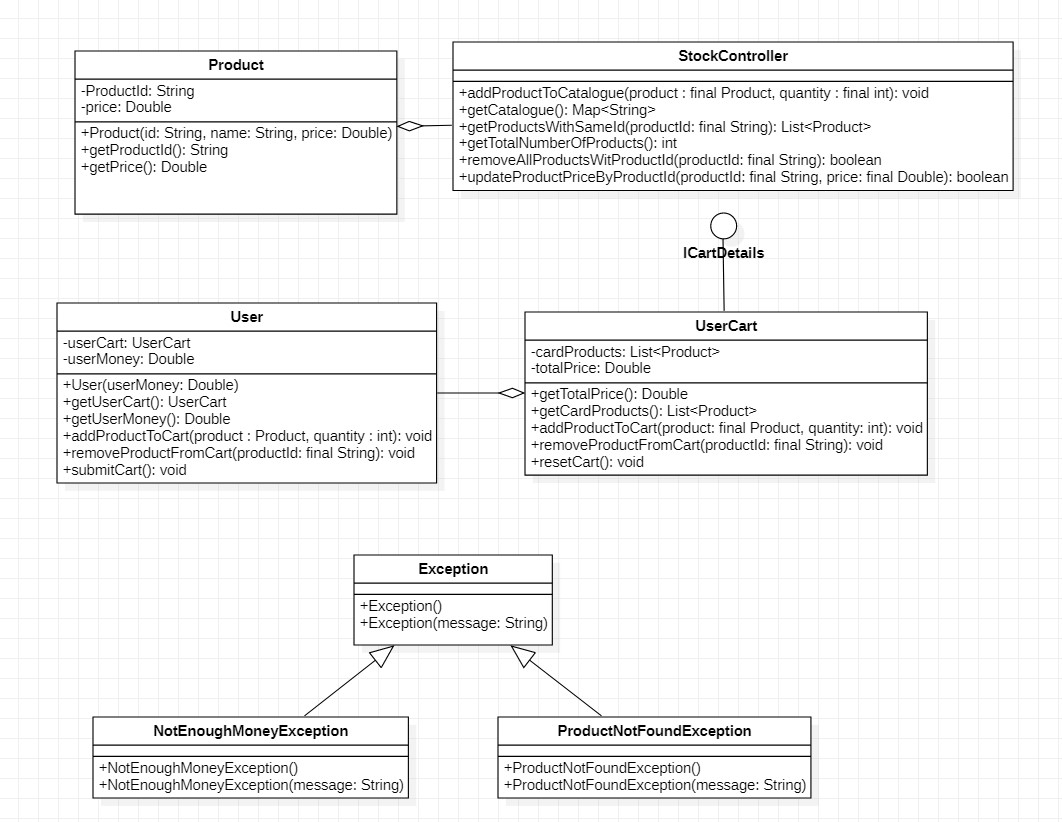 Product
-ProductId: String
-price: Double
+Product(id: String, name: String, price: Double)
+getProductId(): String
+getPrice(): Double
StockController
+addProductToCatalogue(product : final Product, quantity : final int): void
+getCatalogue(): Map<String>
+getProductsWithSameId(productId: final String): List<Product>
+getTotalNumberOfProducts(): int
+removeAllProductsWitProductId(productId: final String): boolean
+updateProductPriceByProductId(productId: final String, price: final Double): boolean
ICartDetails
User
-userCart: UserCart
-userMoney: Double
+User(userMoney: Double)
+getUserCart(): UserCart
+getUserMoney(): Double
+addProductToCart(product : Product, quantity : int): void
+removeProductFromCart(productId: final String): void
+submitCart(): void
UserCart
-cardProducts: List<Product>
-totalPrice: Double
+getTotalPrice(): Double
+getCardProducts(): List<Product>
+addProductToCart(product: final Product, quantity: int): void
+removeProductFromCart(productId: final String): void
+resetCart(): void
Exception
+Exception()
+Exception(message: String)
NotEnoughMoneyException
+NotEnoughMoneyException()
+NotEnoughMoneyException(message: String)
ProductNotFoundException
+ProductNotFoundException()
+ProductNotFoundException(message: String)